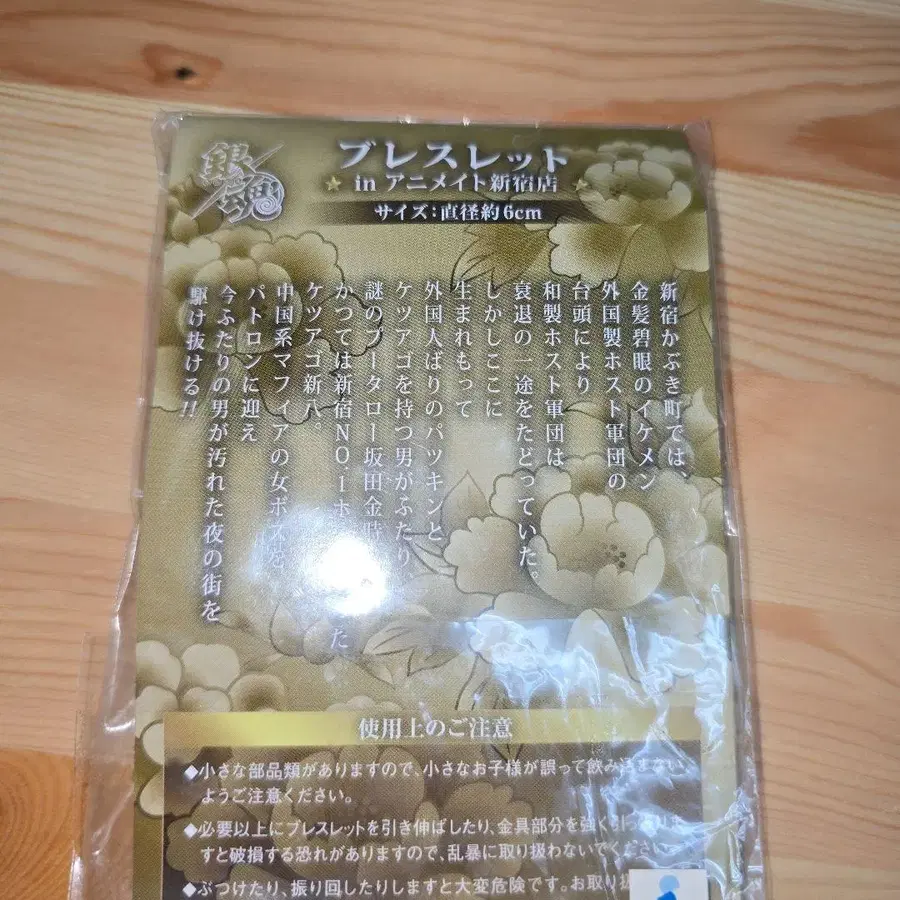 銀魂
ブレスレット
in アニメイト新宿店
サイズ：直径約6cm
新宿かぶき町では、
金髪碧眼のイケメン
外国製ホスト軍団の
台頭により
和製ホスト軍団は
衰退の一途をたどっていた。
しかしここに
生まれもって
外国人ばりのパツキンと
ケツアゴを持つ男がふたり
謎のプータロー坂田金時
かつては新宿NO.1ホ た
ケツアゴ新八。
中国系マフィアの女ボスを
パトロンに迎え
今ふたりの男が汚れた夜の街を
駆け抜ける!!
使用上のご注意
◆小さな部品類がありますので、小さなお子様が誤って飲み込まない
ようご注意ください。
◆必要以上にブレスレットを引き伸ばしたり、金具部分を強く引っ
すと破損する恐れがありますので、乱暴に取り扱わないでください。
◆ぶつけたり、振り回したりしますと大変危険です。お取り扱